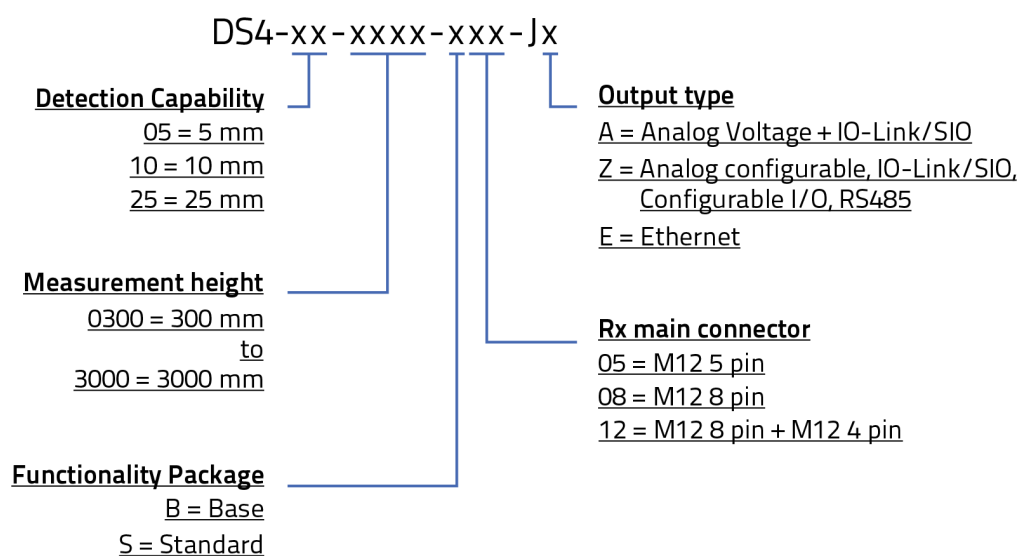 DS4-xx-xxxx-xxx-Jx
Detection Capability
05 = 5 mm
10 = 10 mm
25 = 25 mm
Measurement height
0300 = 300 mm
to
3000 = 3000 mm
Functionality Package
B = Base
S = Standard
Output type
A = Analog Voltage + IO-Link/SIO
Z = Analog configurable, IO-Link/SIO,
Configurable I/O, RS485
E = Ethernet
Rx main connector
05 = M12 5 pin
08 = M12 8 pin
12 = M12 8 pin + M12 4 pin